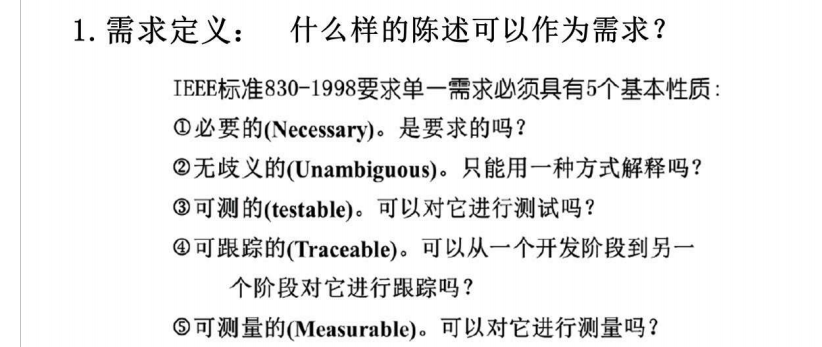 1. 需求定义： 什么样的陈述可以作为需求？
IEEE标准830-1998要求单一需求必须具有5个基本性质：
①必要的(Necessary)。是要求的吗？
②无歧义的(Unambiguous)。只能用一种方式解释吗？
③可测的(testable)。可以对它进行测试吗？
④可跟踪的(Traceable)。可以从一个开发阶段到另一
个阶段对它进行跟踪吗？
⑤可测量的(Measurable)。可以对它进行测量吗？